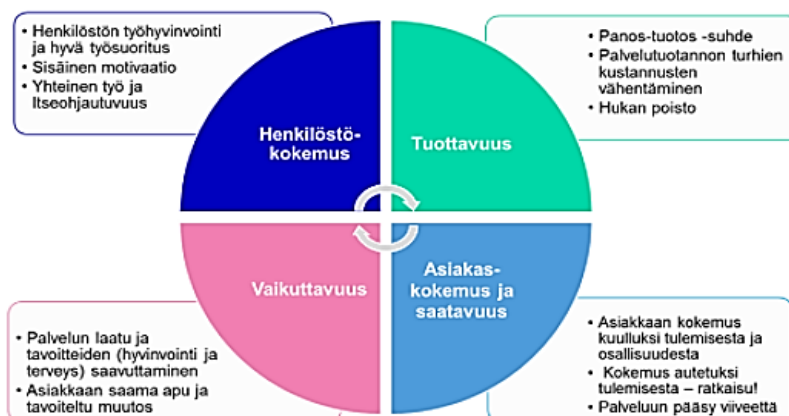 • Henkilöstön työhyvinvointi
ja hyvä työsuoritus
• Sisäinen motivaatio
• Yhteinen työ ja
Itseohjautuvuus
Henkilöstö-
kokemus
Tuottavuus
• Panos-tuotos -suhde
• Palvelutuotannon turhien
kustannusten
vähentäminen
• Hukan poisto
Vaikuttavuus
Asiakas-
kokemus ja
saatavuus
• Palvelun laatu ja
tavoitteiden (hyvinvointi ja
terveys) saavuttaminen
• Asiakkaan saama apu ja
tavoiteltu muutos
• Asiakkaan kokemus
kuulluksi tulemisesta ja
osallisuudesta
• Kokemus autetuksi
tulemisesta – ratkaisu!
• Palveluun pääsy viiveettä